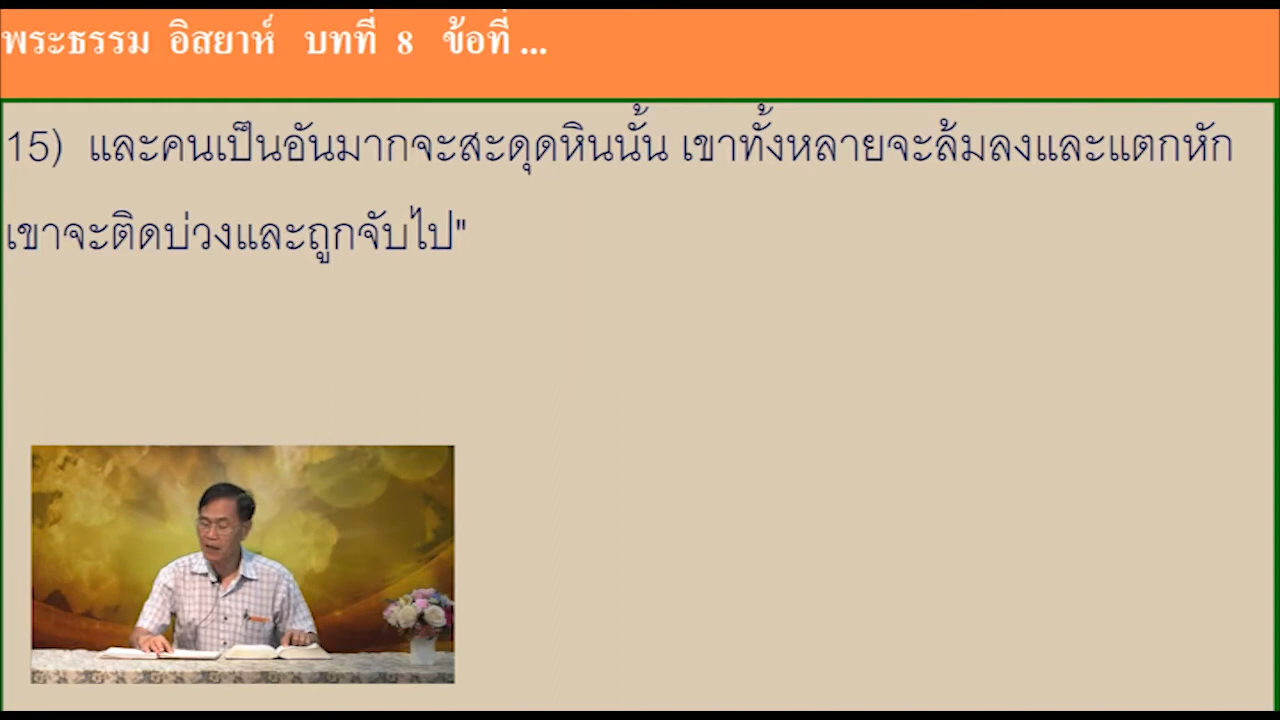 พระธรรม อิสยาห์ บทที่ 8 ข้อที่ ...
15) และคนเป็นอันมากจะสะดุดหินนั้น เขาทั้งหลายจะล้มลงและแตกหัก
เขาจะติดบ่วงและถูกจับไป"